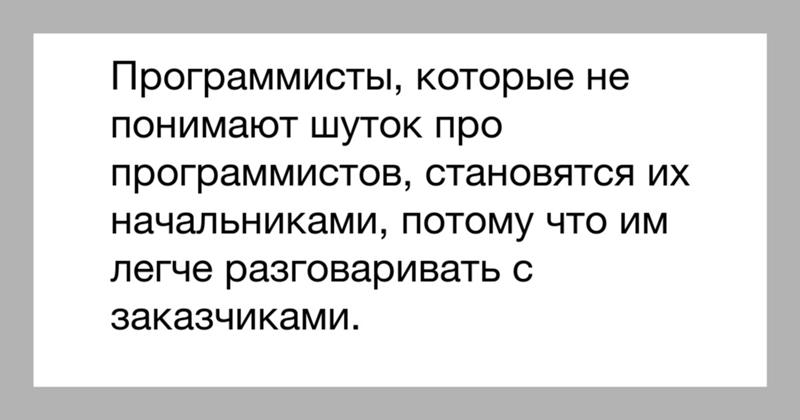 Программисты, которые не
понимают шуток про
программистов, становятся их
начальниками, потому что им
легче разговаривать с
заказчиками.